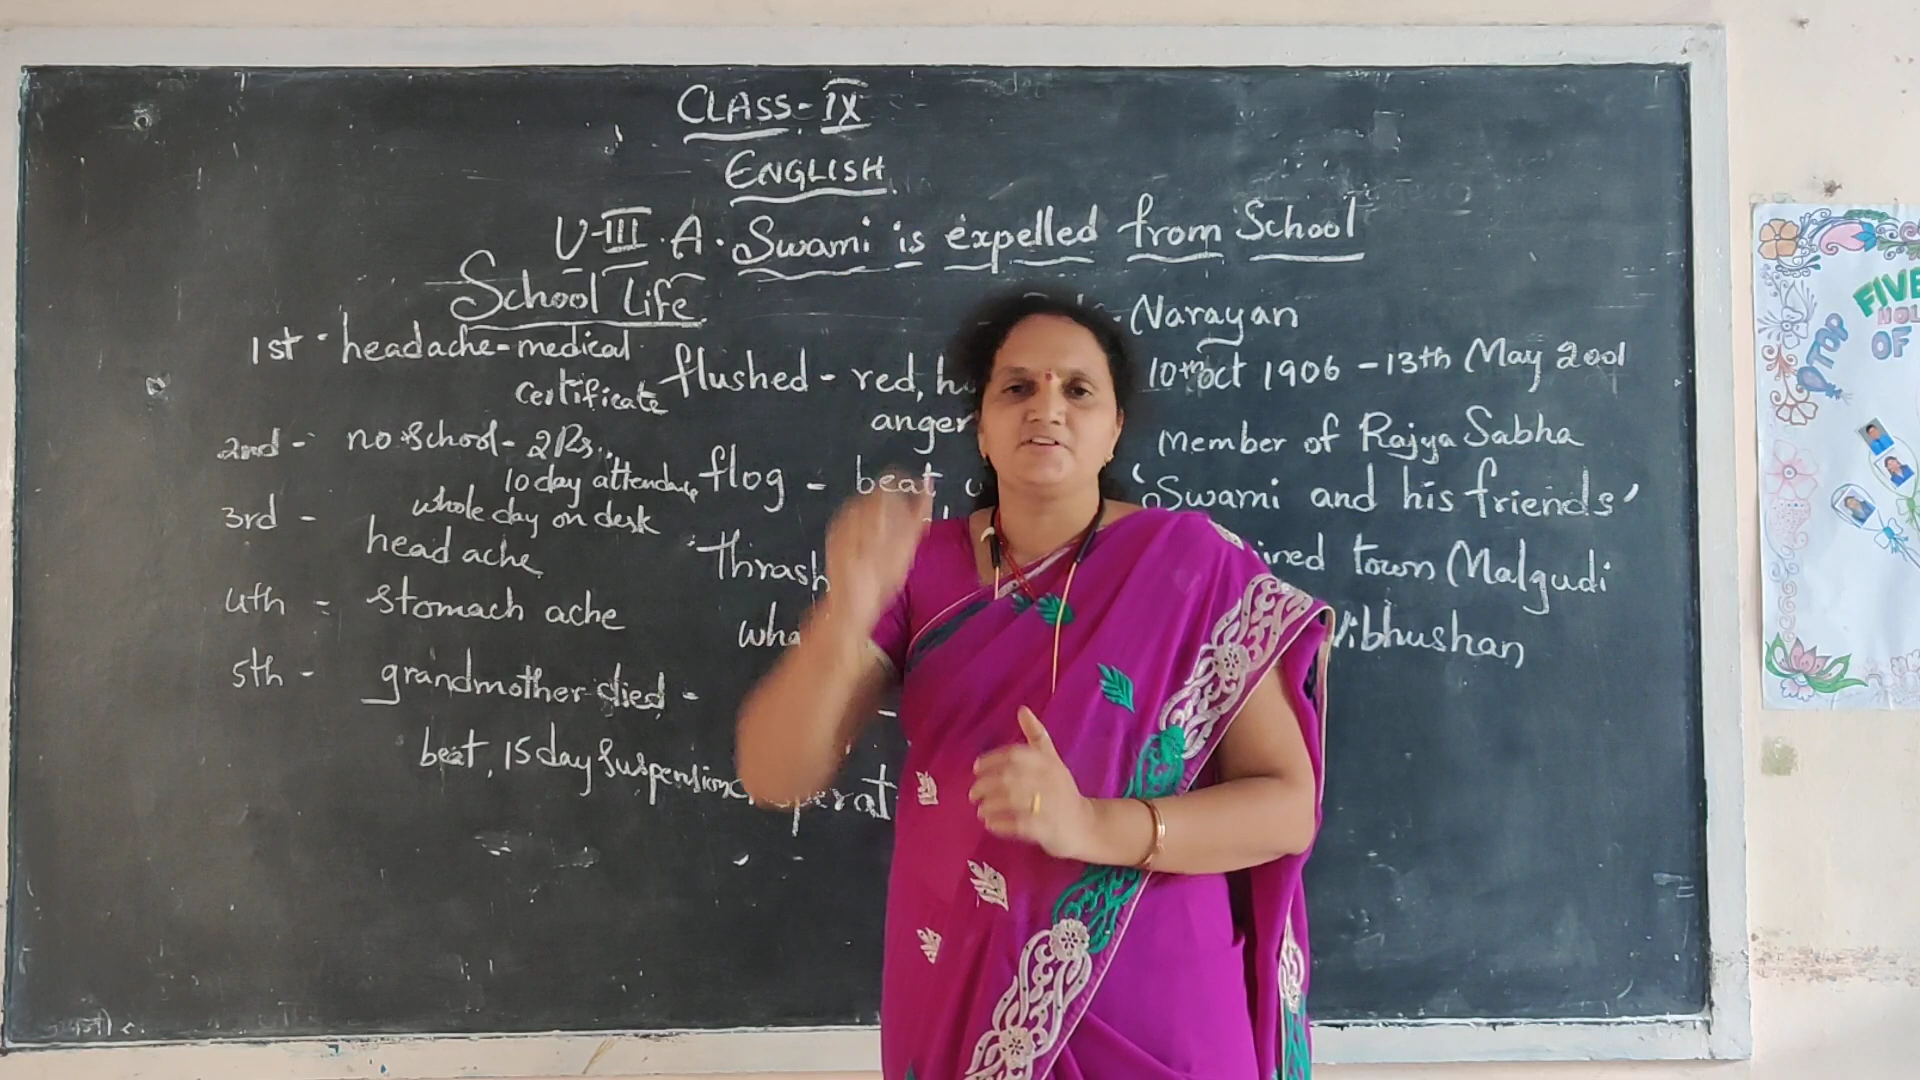 CLASS - IX
ENGLISH
U-III. A. Swami is expelled from School
School Life
1st - headache - medical
certificate
2nd - no school - 2Rs.
10 day attendance
3rd - whole day on desk
head ache
4th - stomach ache
5th - grandmother died -
beat, 15 day suspension
flushed - red,
anger
flog - beat
thrash
Narayan
10th oct 1906 - 13th May 2001
member of Rajya Sabha
'Swami and his friends'
town (Malgudi
Vibhushan
FIVE
OF